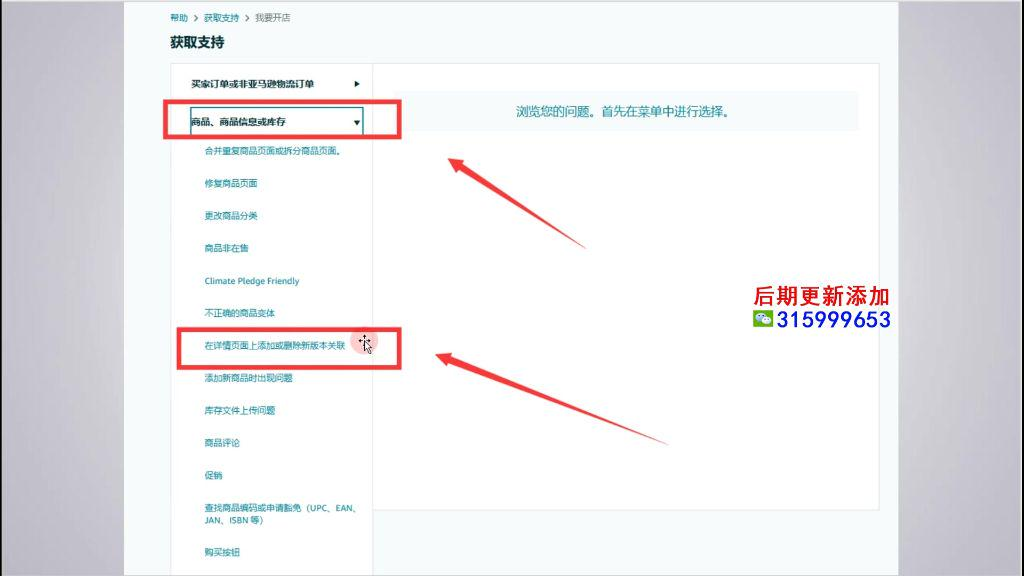 帮助 > 获取支持 > 我要开店
获取支持
买家订单或非亚马逊物流订单
商品、商品信息或库存
浏览您的问题。首先在菜单中进行选择。
合并重复商品页面或拆分商品页面。
修复商品页面
更改商品分类
商品非在售
Climate Pledge Friendly
不正确的商品变体
在详情页面上添加或删除新版本关联
添加新商品时出现问题
库存文件上传问题
商品评论
促销
查找商品编码或申请豁免（UPC、EAN、
JAN、ISBN 等）
购买按钮
后期更新添加
315999653